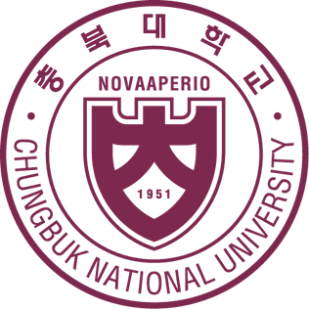 충북대학교
NOVAAPERIO
1951
CHUNGBUK NATIONAL UNIVERSITY